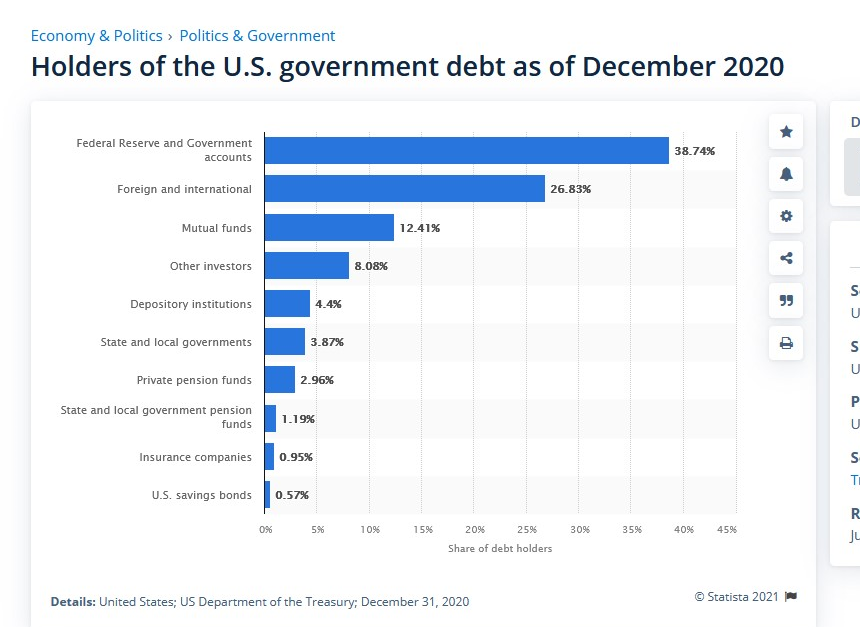 Economy & Politics › Politics & Government
Holders of the U.S. government debt as of December 2020
Federal Reserve and Government
accounts
38.74%
Foreign and international
26.83%
Mutual funds
12.41%
Other investors
8.08%
Depository institutions
4.4%
State and local governments
3.87%
Private pension funds
2.96%
State and local government pension
funds
1.19%
Insurance companies
0.95%
U.S. savings bonds
0.57%
0% 5% 10% 15% 20% 25% 30% 35% 40% 45%
Share of debt holders
Details: United States; US Department of the Treasury; December 31, 2020
© Statista 2021